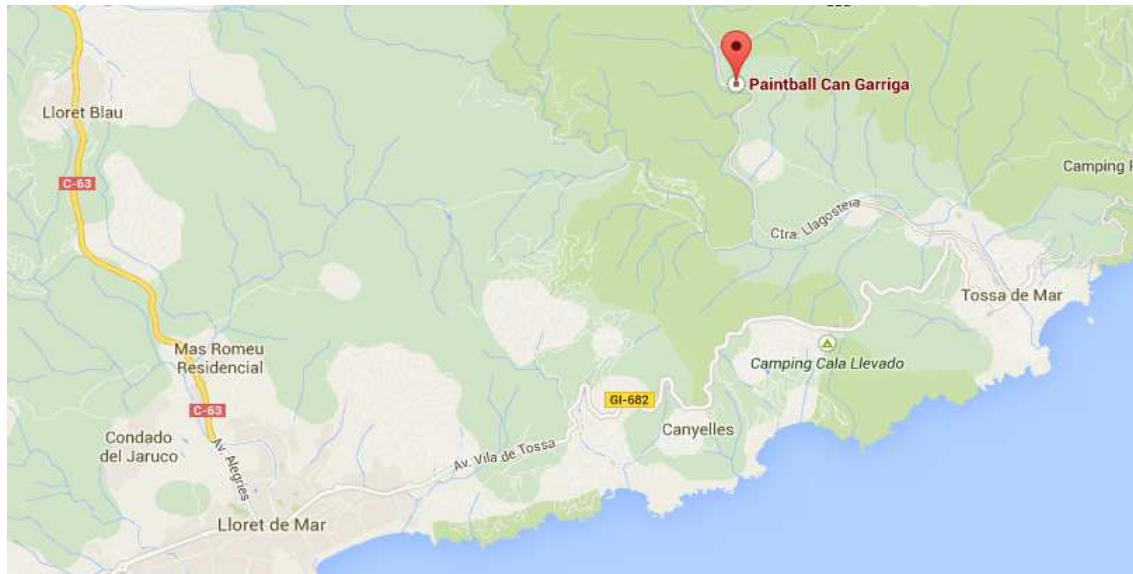 Paintball Can Garriga
Lloret Blau
Camping
C-63
Ctra. Llagostera
Tossa de Mar
Mas Romeu
Residencial
Camping Cala Llevado
GI-682
C-63
Canyelles
Condado
del Jaruco
Av. Vila de Tossa
Av. Alegries
Lloret de Mar